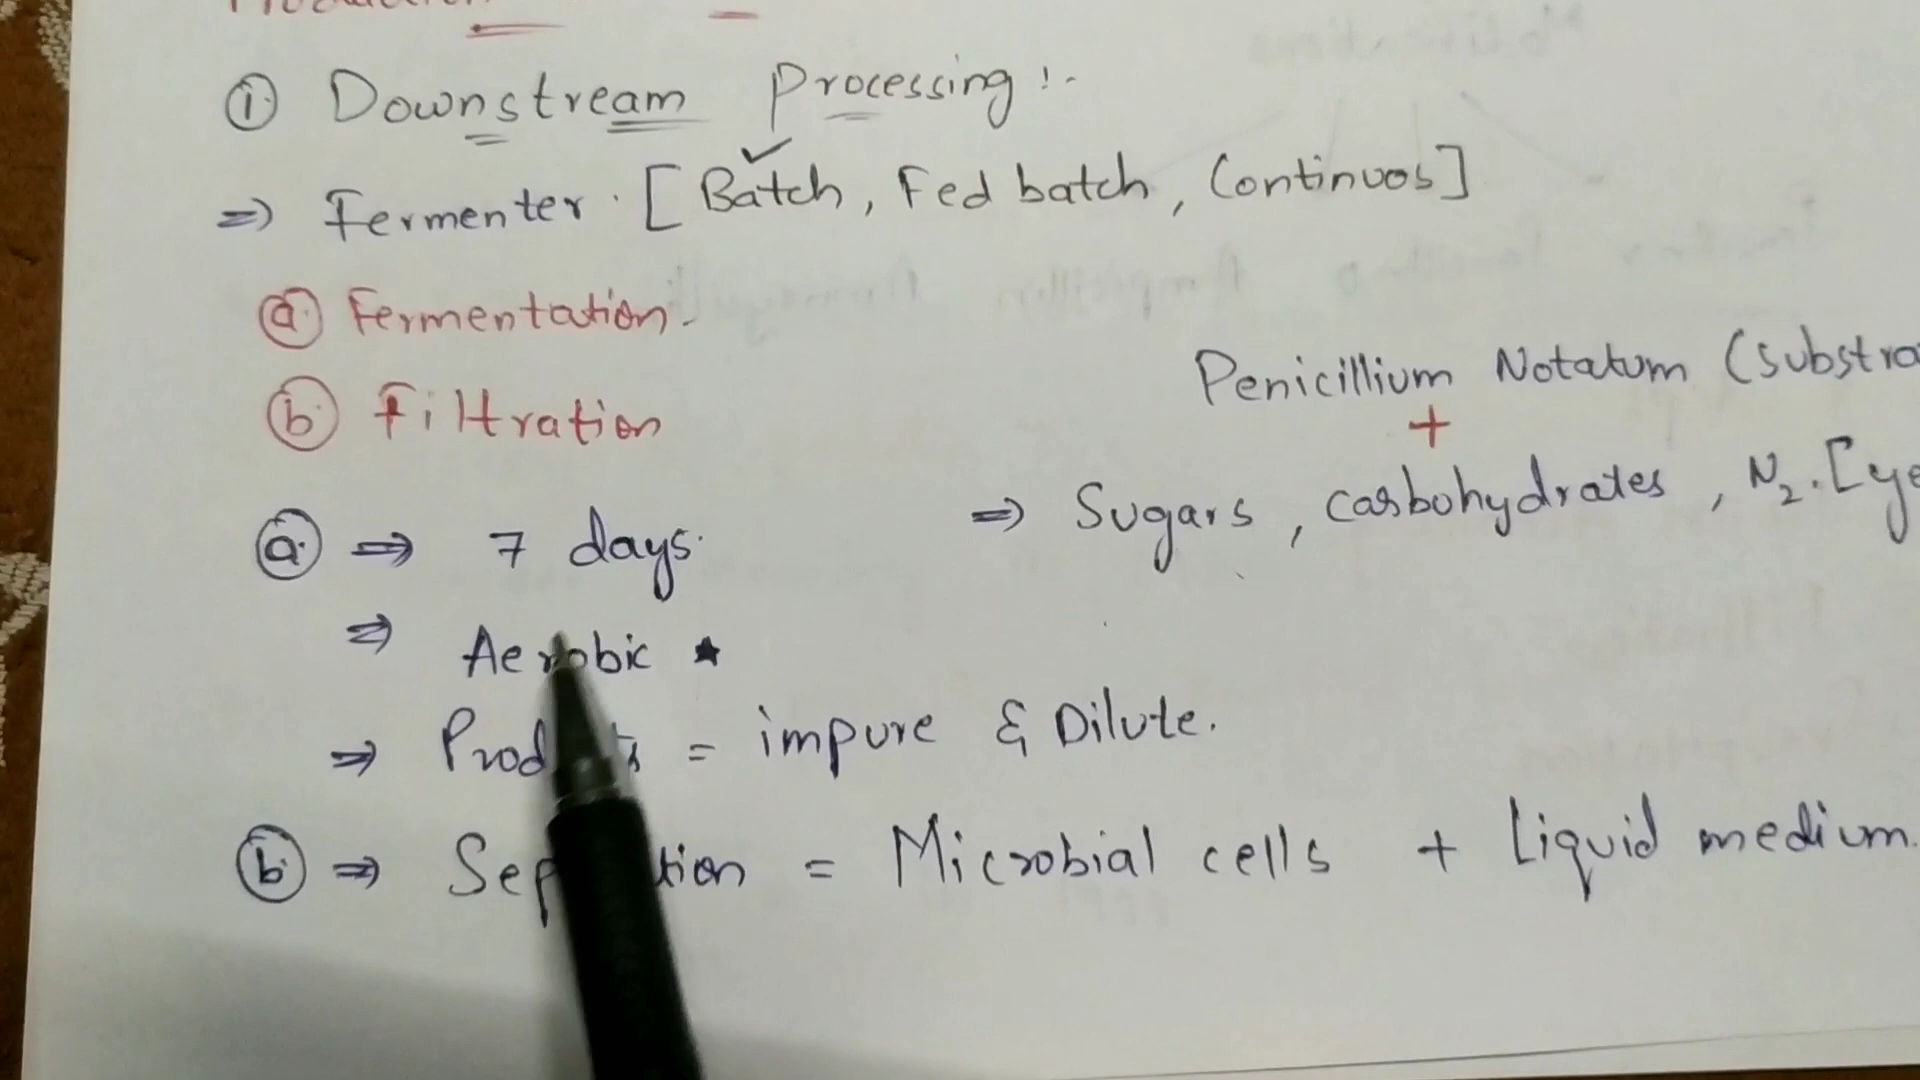 ① Downstream Processing :-
⇒ Fermenter. [Batch, Fed batch, Continuos]
ⓐ Fermentation.
ⓑ Filtration
Penicillium Notatum
+
⇒ Sugars, carbohydrates, N₂.
ⓐ ⇒ 7 days.
⇒ Aerobic ★
⇒ = impure & Dilute.
ⓑ ⇒ = Microbial cells + Liquid medium.